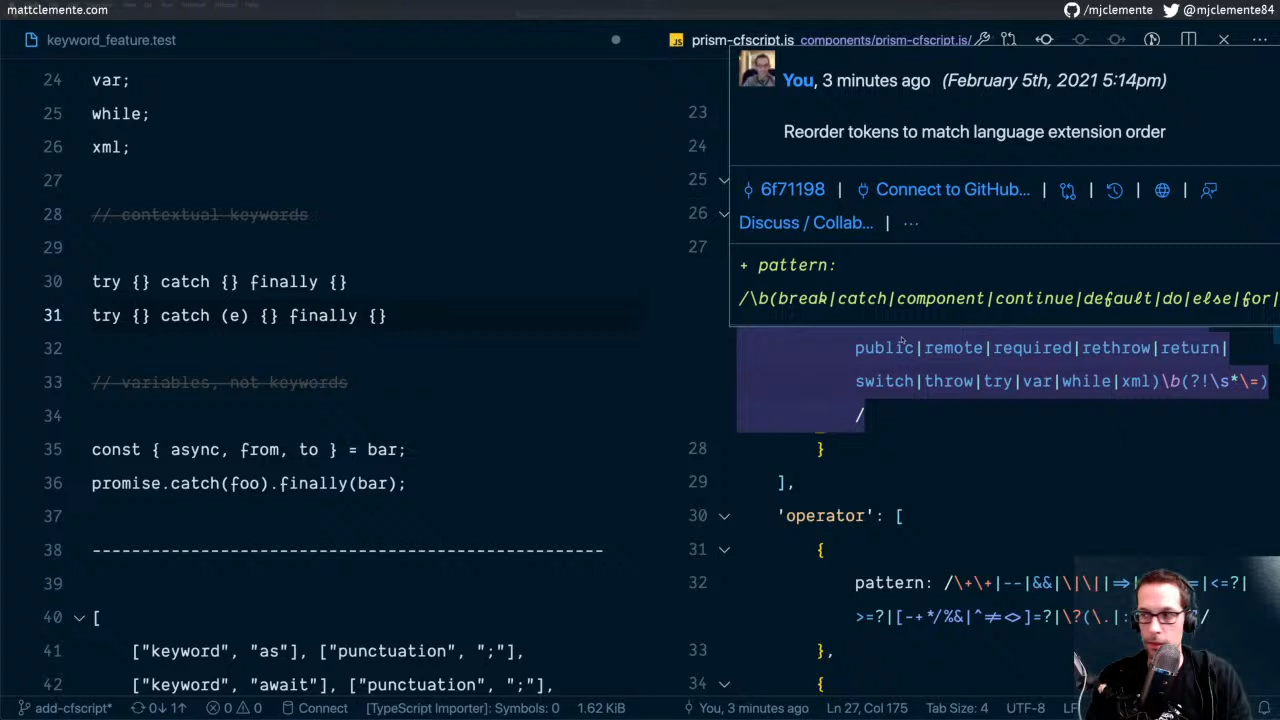 mattclemente.com
/mjclemente @mjclemente84
keyword_feature.test
prism-cfscript.js components/prism-cfscript.js/
24 var;
25 while;
26 xml;
27
28 // contextual keywords
29
30 try {} catch {} finally {}
31 try {} catch (e) {} finally {}
32
33 // variables, not keywords
34
35 const { async, from, to } = bar;
36 promise.catch(foo).finally(bar);
37
38 ----------------------------------------------------
39
40 [
41 ["keyword", "as"], ["punctuation", ";"],
42 ["keyword", "await"], ["punctuation", ";"],
You, 3 minutes ago (February 5th, 2021 5:14pm)
Reorder tokens to match language extension order
6f71198 | Connect to GitHub... |
Discuss / Collab... | ...
+ pattern:
/\b(break|catch|component|continue|default|do|else|for|
23
24
25
26
27
public|remote|required|rethrow|return|
switch|throw|try|var|while|xml)\b(?!\s*\=)
/
28 }
29 ],
30 'operator': [
31 {
32 pattern: /\+\+|--|&&|\|\||=>|
>=?|[-+*/%&|^
33 },
34 {
add-cfscript* 0↓ 1↑ 0 0 Connect [TypeScript Importer]: Symbols: 0 1.62 KiB You, 3 minutes ago Ln 27, Col 175 Tab Size: 4 UTF-8 LF